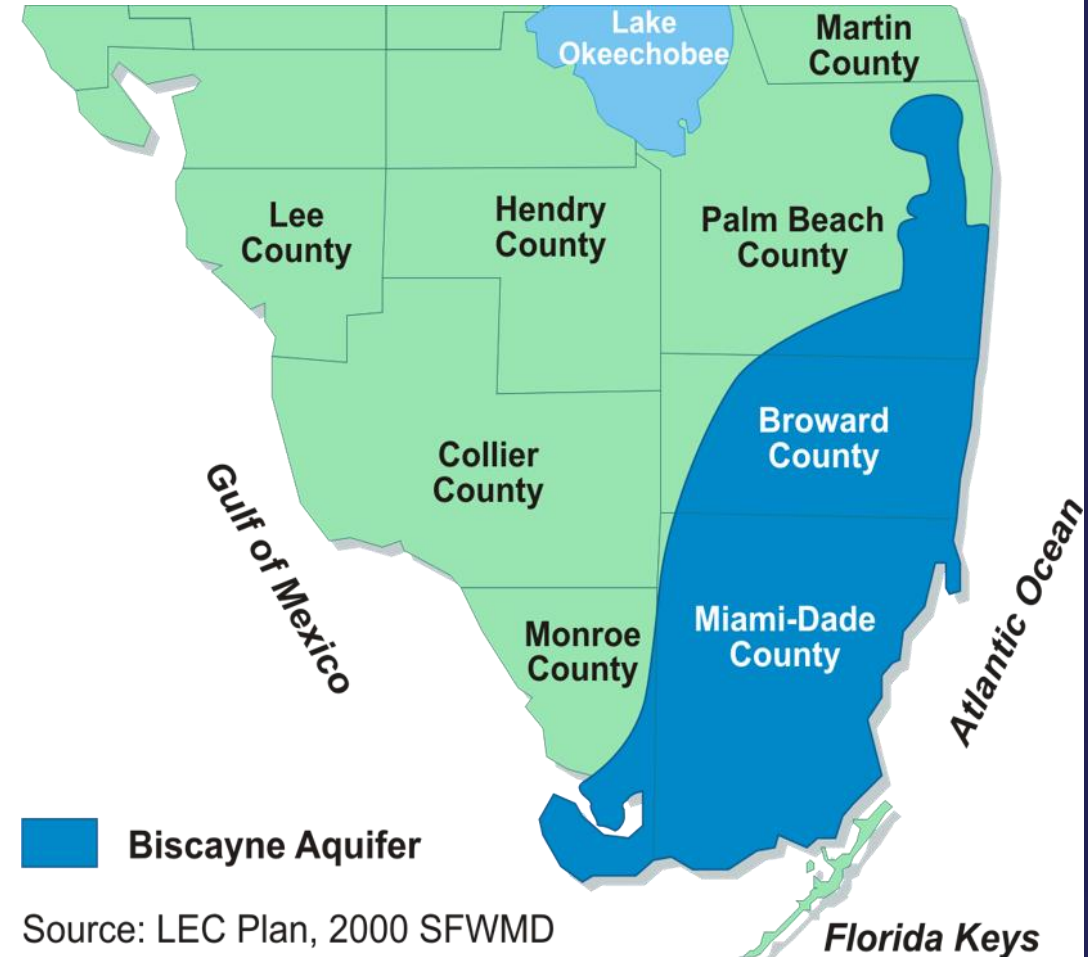 Lake
Okeechobee
Martin
County
Lee
County
Hendry
County
Palm Beach
County
Broward
County
Collier
County
Gulf of Mexico
Atlantic Ocean
Monroe
County
Miami-Dade
County
Biscayne Aquifer
Source: LEC Plan, 2000 SFWMD
Florida Keys